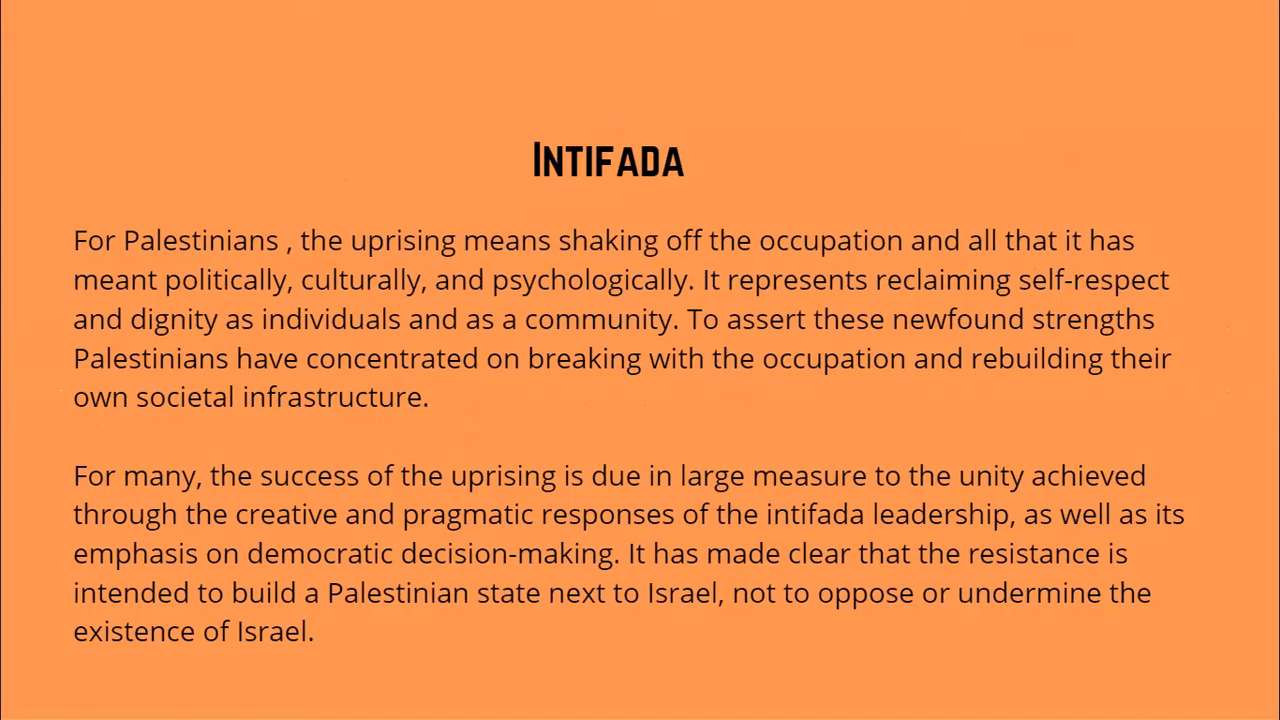 INTIFADA
For Palestinians , the uprising means shaking off the occupation and all that it has
meant politically, culturally, and psychologically. It represents reclaiming self-respect
and dignity as individuals and as a community. To assert these newfound strengths
Palestinians have concentrated on breaking with the occupation and rebuilding their
own societal infrastructure.
For many, the success of the uprising is due in large measure to the unity achieved
through the creative and pragmatic responses of the intifada leadership, as well as its
emphasis on democratic decision-making. It has made clear that the resistance is
intended to build a Palestinian state next to Israel, not to oppose or undermine the
existence of Israel.